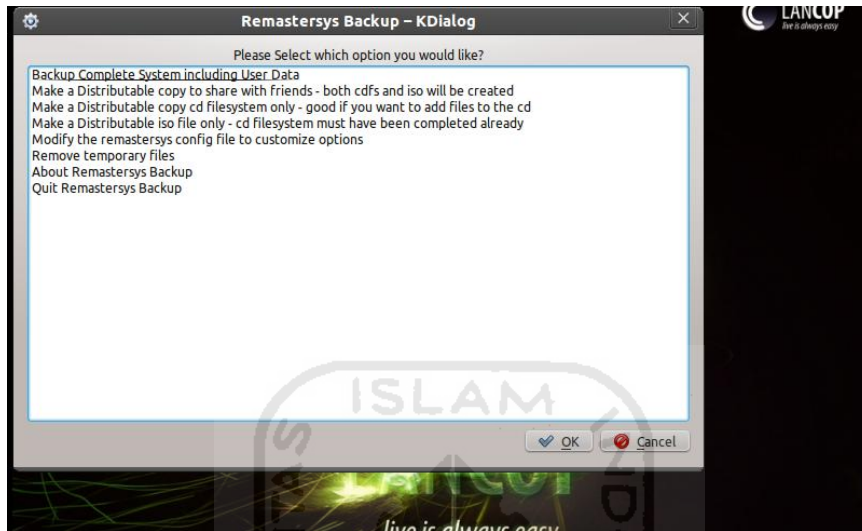 Remastersys Backup – KDialog
LANCUP
live is always easy
Please Select which option you would like?
Backup Complete System including User Data
Make a Distributable copy to share with friends - both cdfs and iso will be created
Make a Distributable copy cd filesystem only - good if you want to add files to the cd
Make a Distributable iso file only - cd filesystem must have been completed already
Modify the remastersys config file to customize options
Remove temporary files
About Remastersys Backup
Quit Remastersys Backup
ISLAM
OK
Cancel
LANCUP
live is always easy